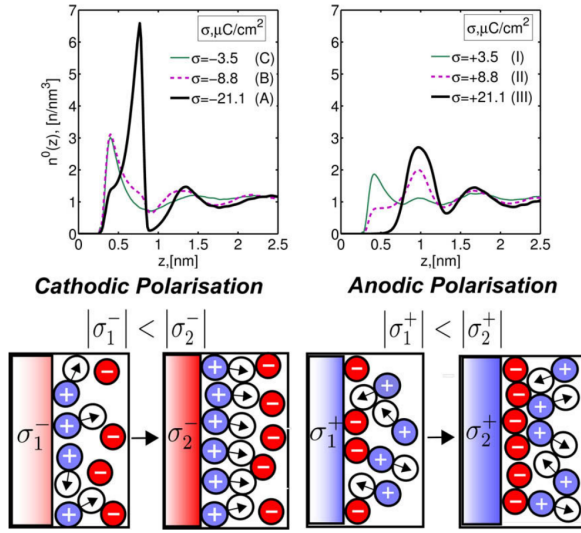 σ,μC/cm²
σ=−3.5 (C)
σ=−8.8 (B)
σ=−21.1 (A)
n⁰(z), [n/nm³]
7
6
5
4
3
2
1
0
0 0.5 1 1.5 2 2.5
z,[nm]
σ,μC/cm²
σ=+3.5 (I)
σ=+8.8 (II)
σ=+21.1 (III)
7
6
5
4
3
2
1
0
0 0.5 1 1.5 2 2.5
z,[nm]
Cathodic Polarisation
Anodic Polarisation
|σ₁⁻| < |σ₂⁻|
|σ₁⁺| < |σ₂⁺|
σ₁⁻
σ₂⁻
σ₁⁺
σ₂⁺